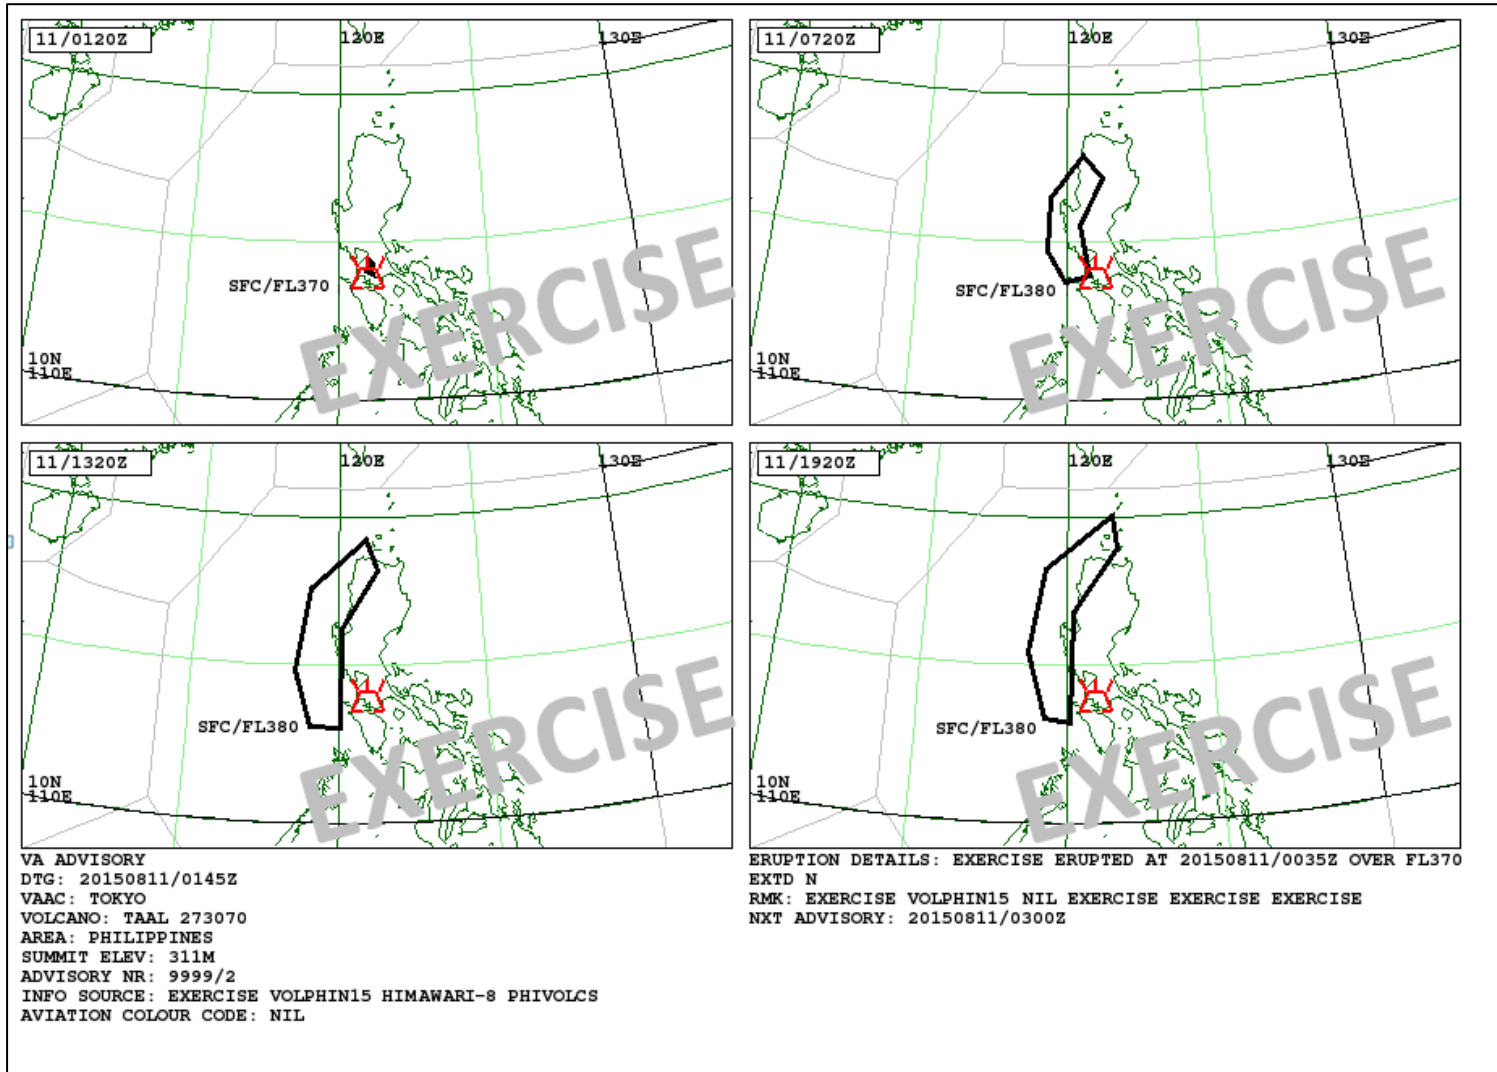 11/0120Z
120E
130E
SFC/FL370
10N
110E
EXERCISE
11/0720Z
120E
130E
SFC/FL380
10N
110E
EXERCISE
11/1320Z
120E
130E
SFC/FL380
10N
110E
EXERCISE
11/1920Z
120E
130E
SFC/FL380
10N
110E
EXERCISE
VA ADVISORY
DTG: 20150811/0145Z
VAAC: TOKYO
VOLCANO: TAAL 273070
AREA: PHILIPPINES
SUMMIT ELEV: 311M
ADVISORY NR: 9999/2
INFO SOURCE: EXERCISE VOLPHIN15 HIMAWARI-8 PHIVOLCS
AVIATION COLOUR CODE: NIL
ERUPTION DETAILS: EXERCISE ERUPTED AT 20150811/0035Z OVER FL370
EXTD N
RMK: EXERCISE VOLPHIN15 NIL EXERCISE EXERCISE EXERCISE
NXT ADVISORY: 20150811/0300Z